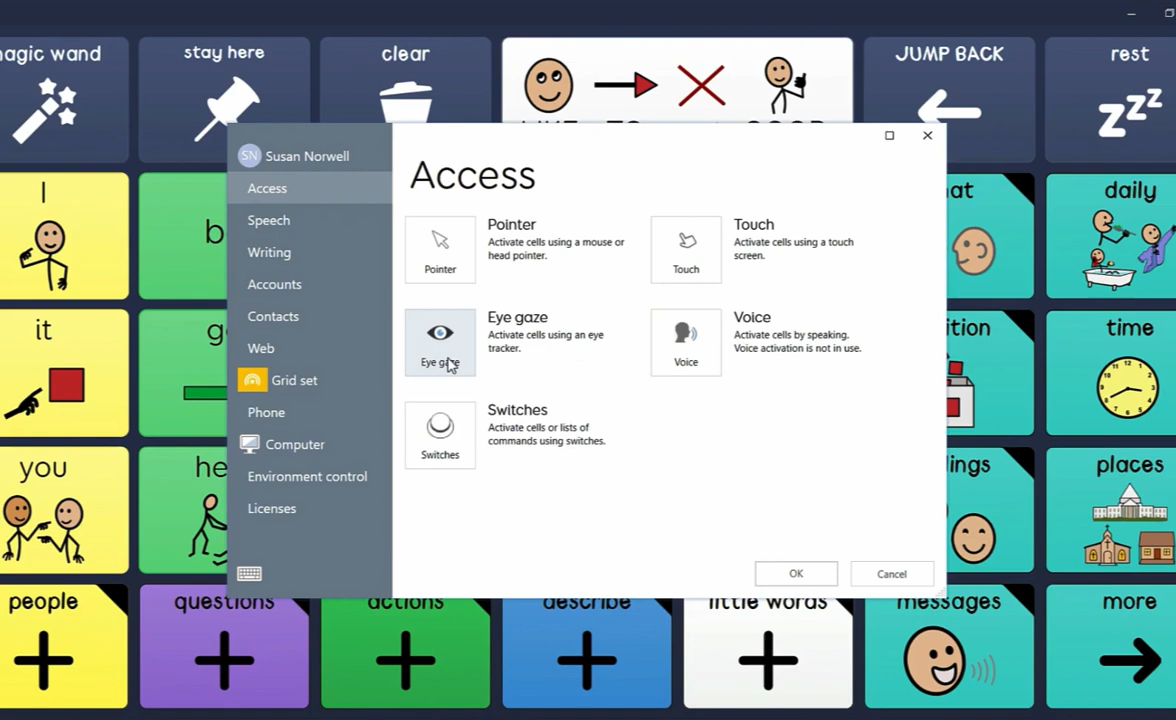 magic wand
stay here
clear
JUMP BACK
rest
SN Susan Norwell
Access
Speech
Writing
Accounts
Contacts
Web
Grid set
Phone
Computer
Environment control
Licenses
Access
Pointer
Pointer
Activate cells using a mouse or
head pointer.
Touch
Touch
Activate cells using a touch
screen.
Eye gaze
Eye gaze
Activate cells using an eye
tracker.
Voice
Voice
Activate cells by speaking.
Voice activation is not in use.
Switches
Switches
Activate cells or lists of
commands using switches.
OK
Cancel
I
daily
it
time
you
places
people
questions
actions
describe
little words
messages
more